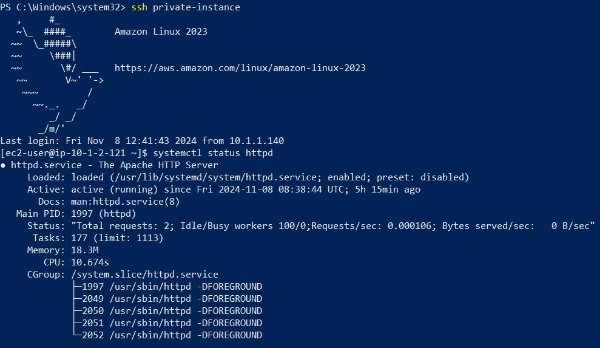 PS C:\Windows\system32> ssh private-instance
   ,     #_
   ~\_  ####_        Amazon Linux 2023
  ~~  \_#####\
  ~~     \###|
  ~~       \#/ ___   https://aws.amazon.com/linux/amazon-linux-2023
   ~~       V~' '->
    ~~~         /
      ~~._.   _/
         _/ _/
       _/m/'
Last login: Fri Nov  8 12:41:43 2024 from 10.1.1.140
[ec2-user@ip-10-1-2-121 ~]$ systemctl status httpd
● httpd.service - The Apache HTTP Server
     Loaded: loaded (/usr/lib/systemd/system/httpd.service; enabled; preset: disabled)
     Active: active (running) since Fri 2024-11-08 08:38:44 UTC; 5h 15min ago
       Docs: man:httpd.service(8)
   Main PID: 1997 (httpd)
     Status: "Total requests: 2; Idle/Busy workers 100/0;Requests/sec: 0.000106; Bytes served/sec:   0 B/sec"
      Tasks: 177 (limit: 1113)
     Memory: 18.3M
        CPU: 10.674s
     CGroup: /system.slice/httpd.service
             ├─1997 /usr/sbin/httpd -DFOREGROUND
             ├─2049 /usr/sbin/httpd -DFOREGROUND
             ├─2050 /usr/sbin/httpd -DFOREGROUND
             ├─2051 /usr/sbin/httpd -DFOREGROUND
             └─2052 /usr/sbin/httpd -DFOREGROUND